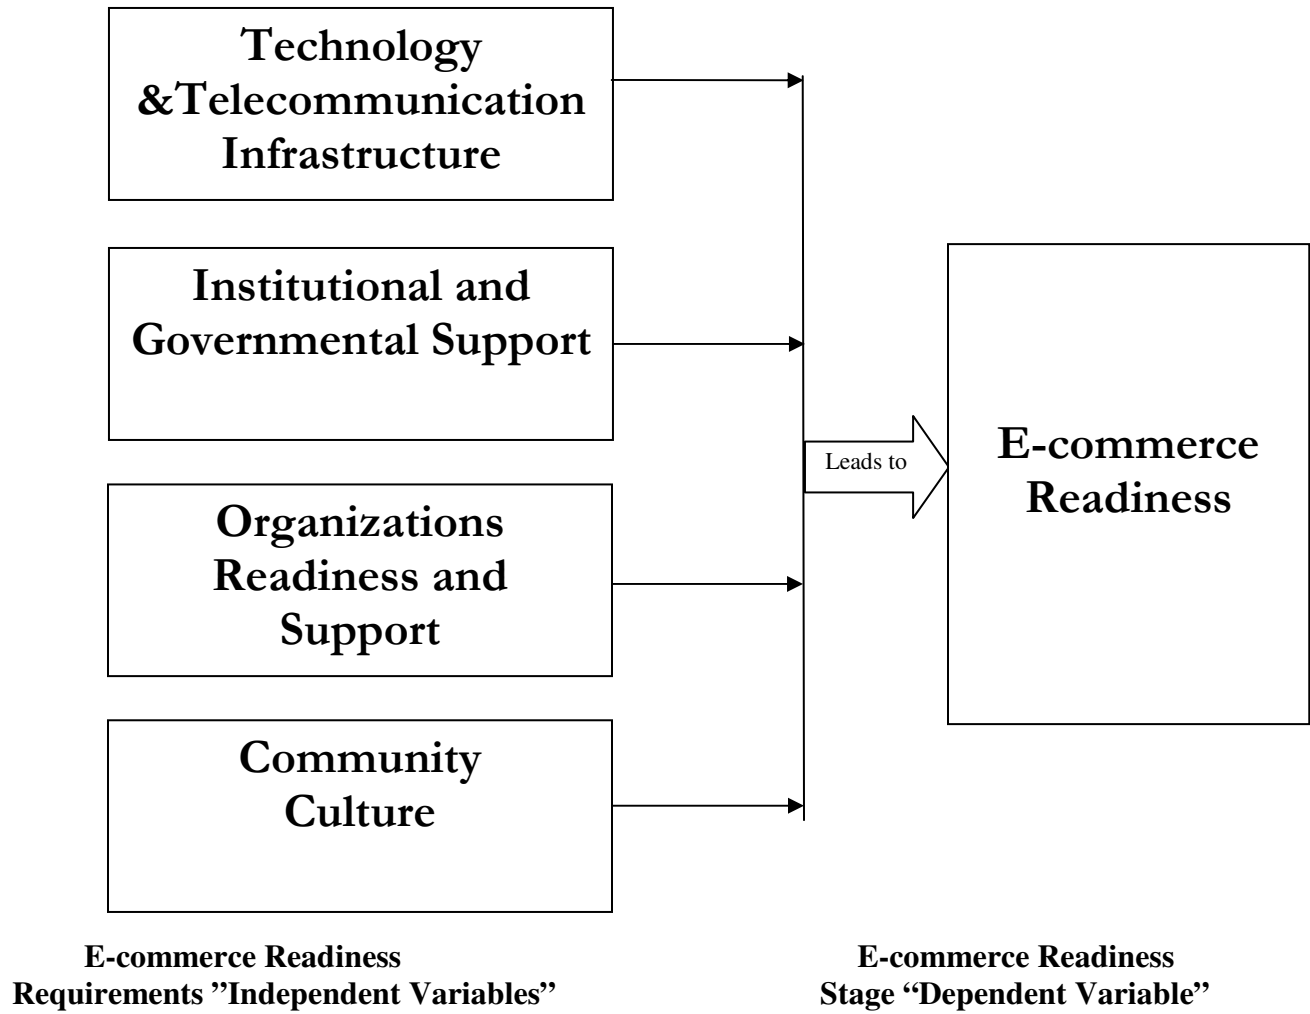 Technology
&Telecommunication
Infrastructure
Institutional and
Governmental Support
Organizations
Readiness and
Support
Community
Culture
Leads to
E-commerce
Readiness
E-commerce Readiness
Requirements ”Independent Variables”
E-commerce Readiness
Stage “Dependent Variable”